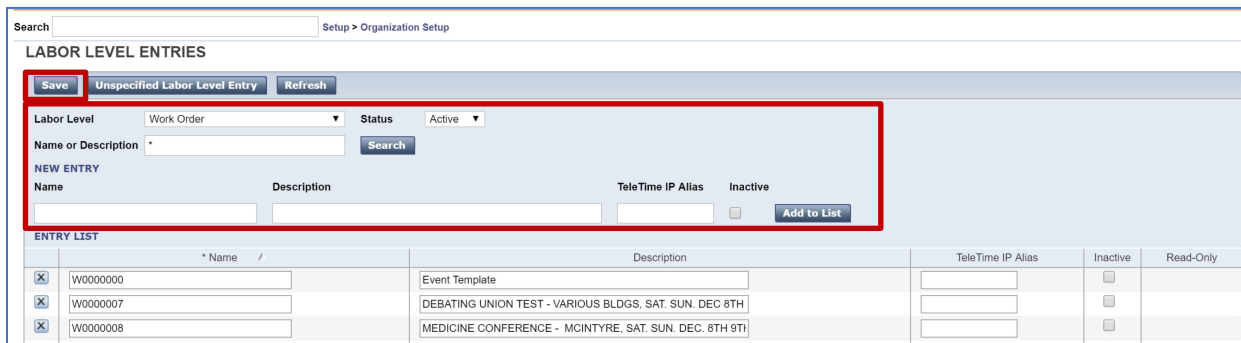 Search Setup > Organization Setup
LABOR LEVEL ENTRIES
Save Unspecified Labor Level Entry Refresh
Labor Level Work Order Status Active
Name or Description * Search
NEW ENTRY
Name Description TeleTime IP Alias Inactive
Add to List
ENTRY LIST
* Name Description TeleTime IP Alias Inactive Read-Only
W0000000 Event Template
W0000007 DEBATING UNION TEST - VARIOUS BLDGS, SAT. SUN. DEC 8TH
W0000008 MEDICINE CONFERENCE - MCINTYRE, SAT. SUN. DEC. 8TH 9TH